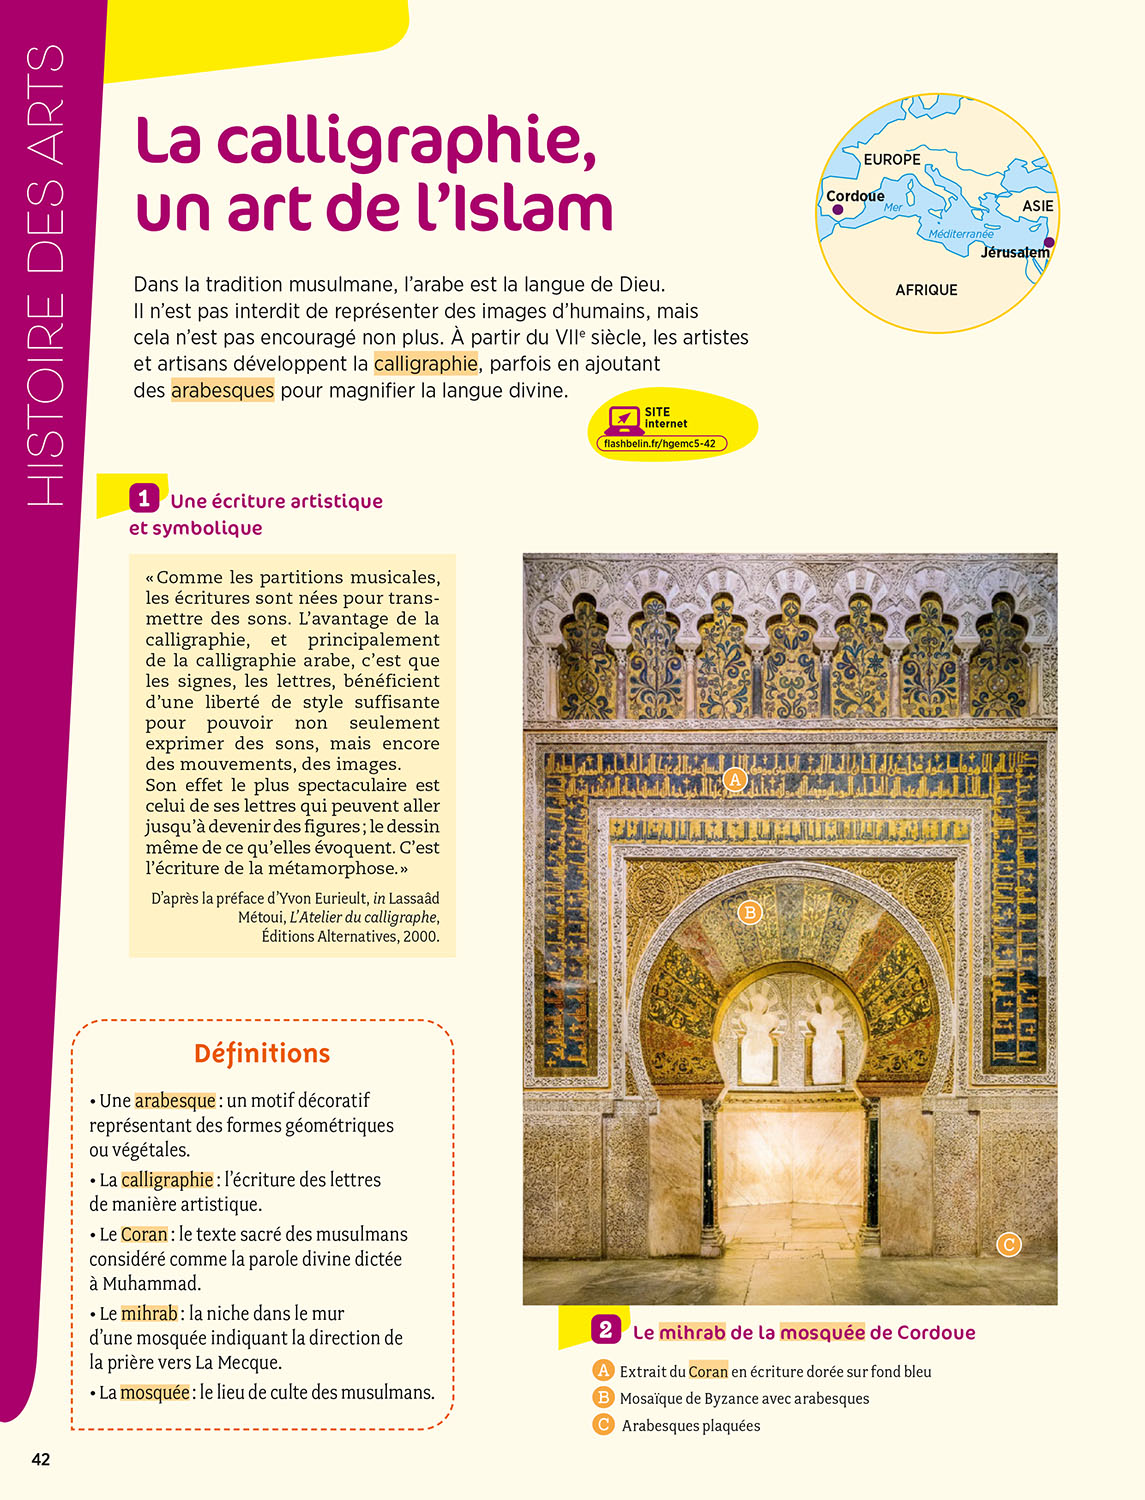 HISTOIRE DES ARTS
La calligraphie,
un art de l'Islam
EUROPE
Cordoue
Mer
ASIE
Méditerranée
Jérusalem
AFRIQUE
Dans la tradition musulmane, l'arabe est la langue de Dieu.
Il n'est pas interdit de représenter des images d'humains, mais
cela n'est pas encouragé non plus. À partir du VIIe siècle, les artistes
et artisans développent la calligraphie, parfois en ajoutant
des arabesques pour magnifier la langue divine.
SITE
internet
flashbelin.fr/hgemc5-42
1 Une écriture artistique
et symbolique
« Comme les partitions musicales,
les écritures sont nées pour trans-
mettre des sons. L'avantage de la
calligraphie, et principalement
de la calligraphie arabe, c'est que
les signes, les lettres, bénéficient
d'une liberté de style suffisante
pour pouvoir non seulement
exprimer des sons, mais encore
des mouvements, des images.
Son effet le plus spectaculaire est
celui de ses lettres qui peuvent aller
jusqu'à devenir des figures ; le dessin
même de ce qu'elles évoquent. C'est
l'écriture de la métamorphose. »
D'après la préface d'Yvon Eurieult, in Lassaâd
Métoui, L'Atelier du calligraphe,
Éditions Alternatives, 2000.
Définitions
• Une arabesque : un motif décoratif
représentant des formes géométriques
ou végétales.
• La calligraphie : l'écriture des lettres
de manière artistique.
• Le Coran : le texte sacré des musulmans
considéré comme la parole divine dictée
à Muhammad.
• Le mihrab : la niche dans le mur
d'une mosquée indiquant la direction de
la prière vers La Mecque.
• La mosquée : le lieu de culte des musulmans.
A
B
C
2 Le mihrab de la mosquée de Cordoue
A Extrait du Coran en écriture dorée sur fond bleu
B Mosaïque de Byzance avec arabesques
C Arabesques plaquées
42